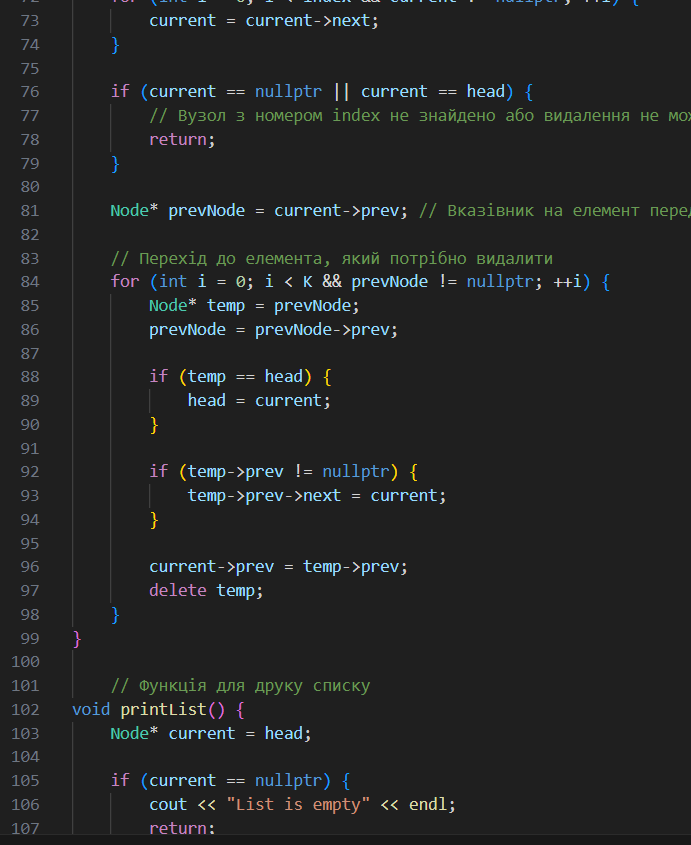 73 current = current->next;
74 }
75
76 if (current == nullptr || current == head) {
77 // Вузол з номером index не знайдено або видалення не
78 return;
79 }
80
81 Node* prevNode = current->prev; // Вказівник на елемент
82
83 // Перехід до елемента, який потрібно видалити
84 for (int i = 0; i < K && prevNode != nullptr; ++i) {
85 Node* temp = prevNode;
86 prevNode = prevNode->prev;
87
88 if (temp == head) {
89 head = current;
90 }
91
92 if (temp->prev != nullptr) {
93 temp->prev->next = current;
94 }
95
96 current->prev = temp->prev;
97 delete temp;
98 }
99 }
100
101 // Функція для друку списку
102 void printList() {
103 Node* current = head;
104
105 if (current == nullptr) {
106 cout << "List is empty" << endl;
107 return;